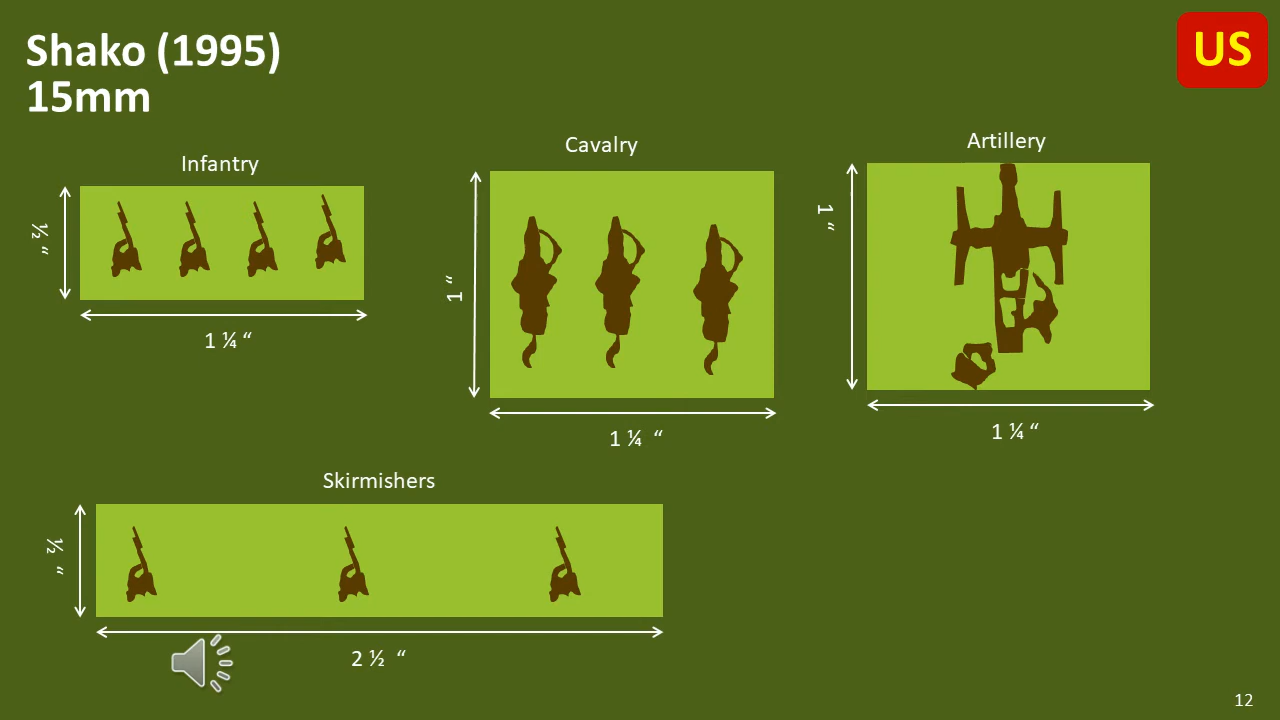 Shako (1995)
15mm
US
Infantry
½ “
1 ¼ “
Cavalry
1 “
1 ¼ “
Artillery
1 “
1 ¼ “
Skirmishers
½ “
2 ½ “
12